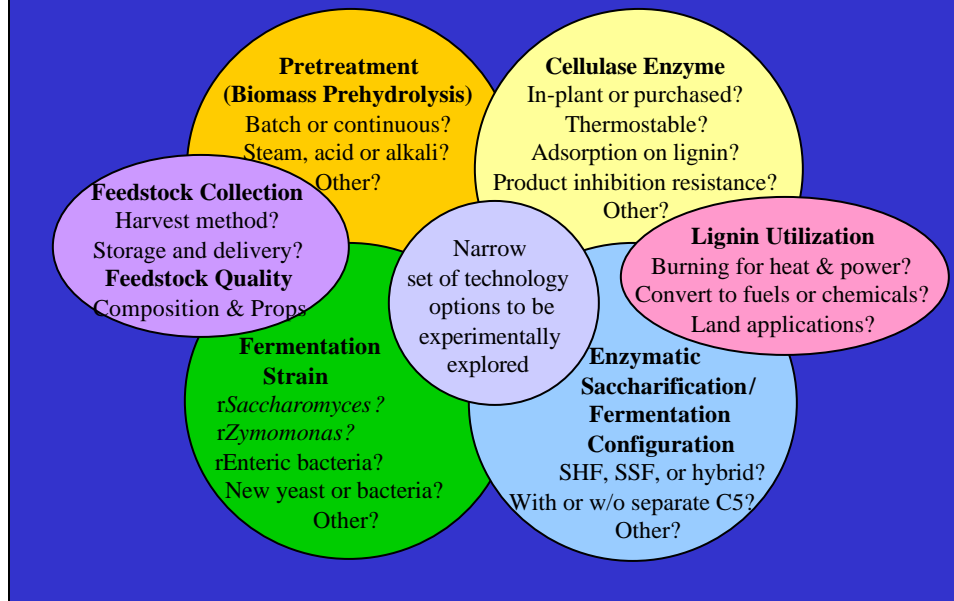 Pretreatment
(Biomass Prehydrolysis)
Batch or continuous?
Steam, acid or alkali?
Other?
Cellulase Enzyme
In-plant or purchased?
Thermostable?
Adsorption on lignin?
Product inhibition resistance?
Other?
Feedstock Collection
Harvest method?
Storage and delivery?
Feedstock Quality
Composition & Props
Narrow
set of technology
options to be
experimentally
explored
Lignin Utilization
Burning for heat & power?
Convert to fuels or chemicals?
Land applications?
Fermentation
Strain
rSaccharomyces?
rZymomonas?
rEnteric bacteria?
New yeast or bacteria?
Other?
Enzymatic
Saccharification/
Fermentation
Configuration
SHF, SSF, or hybrid?
With or w/o separate C5?
Other?